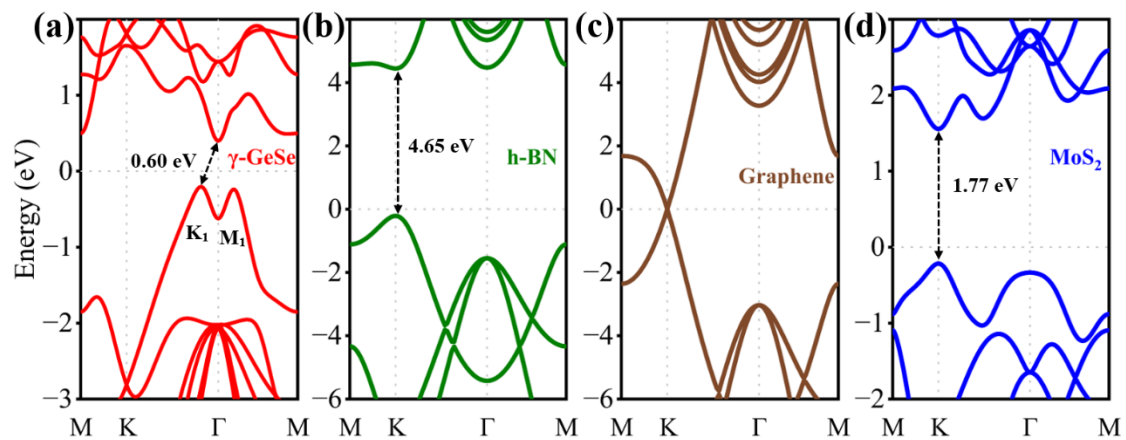 (a) (b) (c) (d)
Energy (eV)
1
0
−1
−2
−3
0.60 eV
γ-GeSe
K₁ M₁
M K Γ M
4
2
0
−2
−4
−6
4.65 eV
h-BN
M K Γ M
4
2
0
−2
−4
−6
Graphene
M K Γ M
2
1
0
−1
−2
MoS₂
1.77 eV
M K Γ M